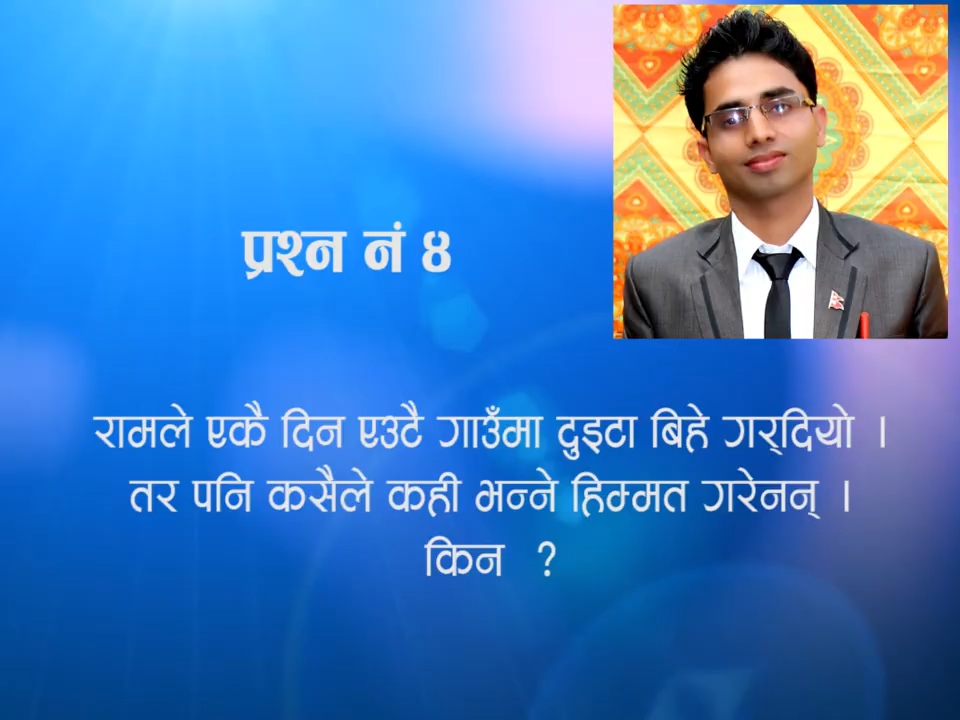 प्रश्न नं ४
रामले एकै दिन एउटै गाउँमा दुइटा बिहे गर्‌दियो ।
तर पनि कसैले कही भन्ने हिम्मत गरेनन् ।
किन ?